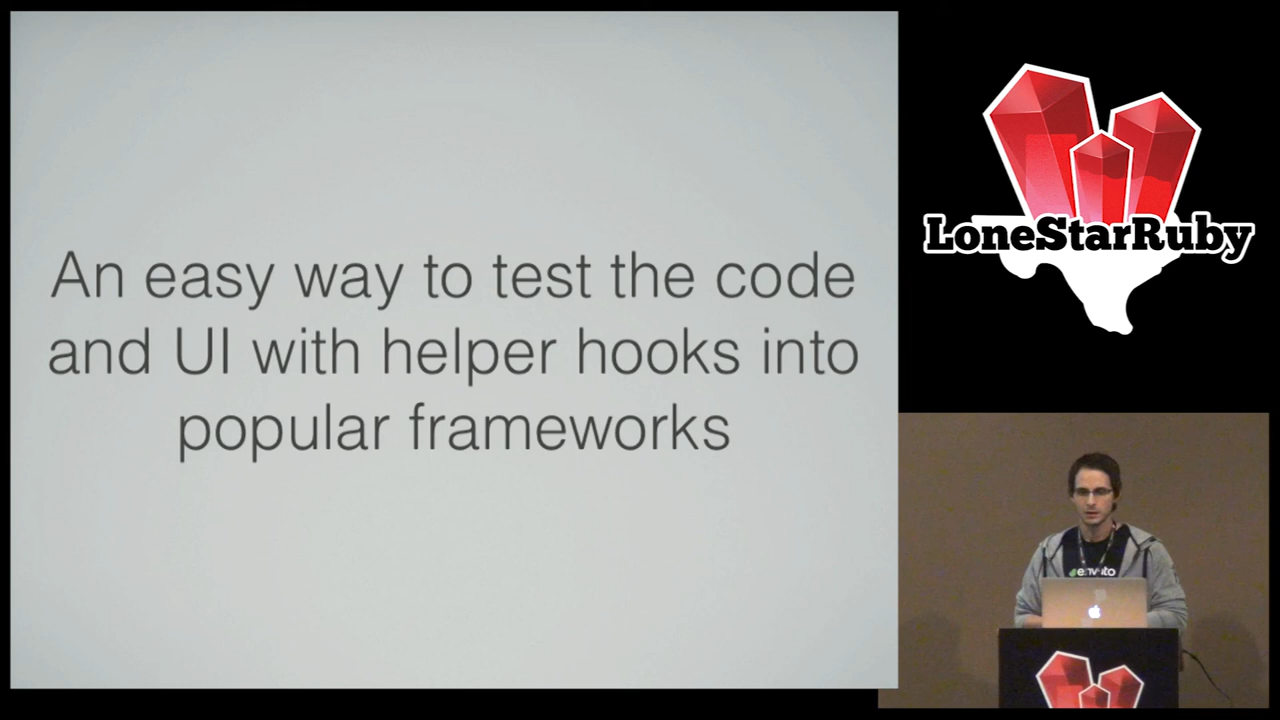 An easy way to test the code
and UI with helper hooks into
popular frameworks
LoneStarRuby
envato